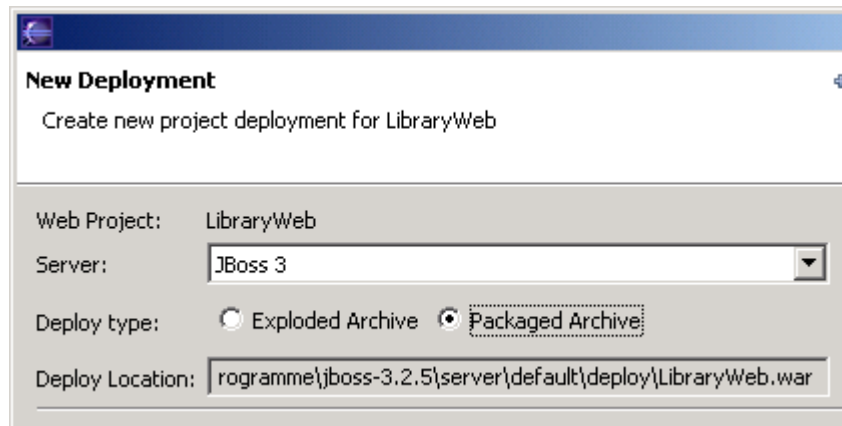 New Deployment
Create new project deployment for LibraryWeb
Web Project: LibraryWeb
Server: JBoss 3
Deploy type: Exploded Archive Packaged Archive
Deploy Location: rogramme\jboss-3.2.5\server\default\deploy\LibraryWeb.war